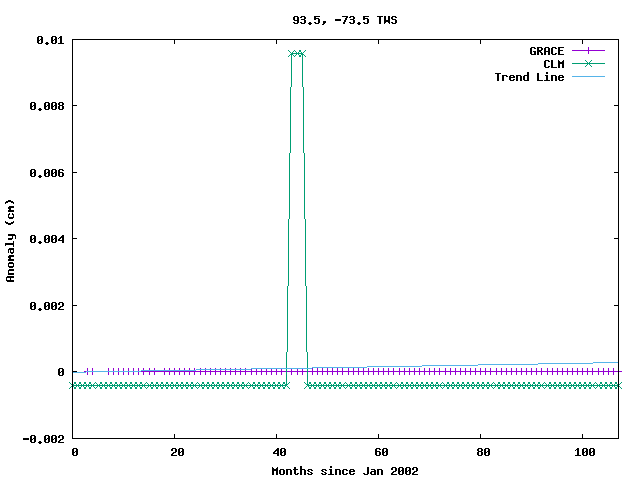 93.5, -73.5 TWS
GRACE
CLM
Trend Line
0.01
0.008
0.006
0.004
0.002
0
-0.002
Anomaly (cm)
0 20 40 60 80 100
Months since Jan 2002